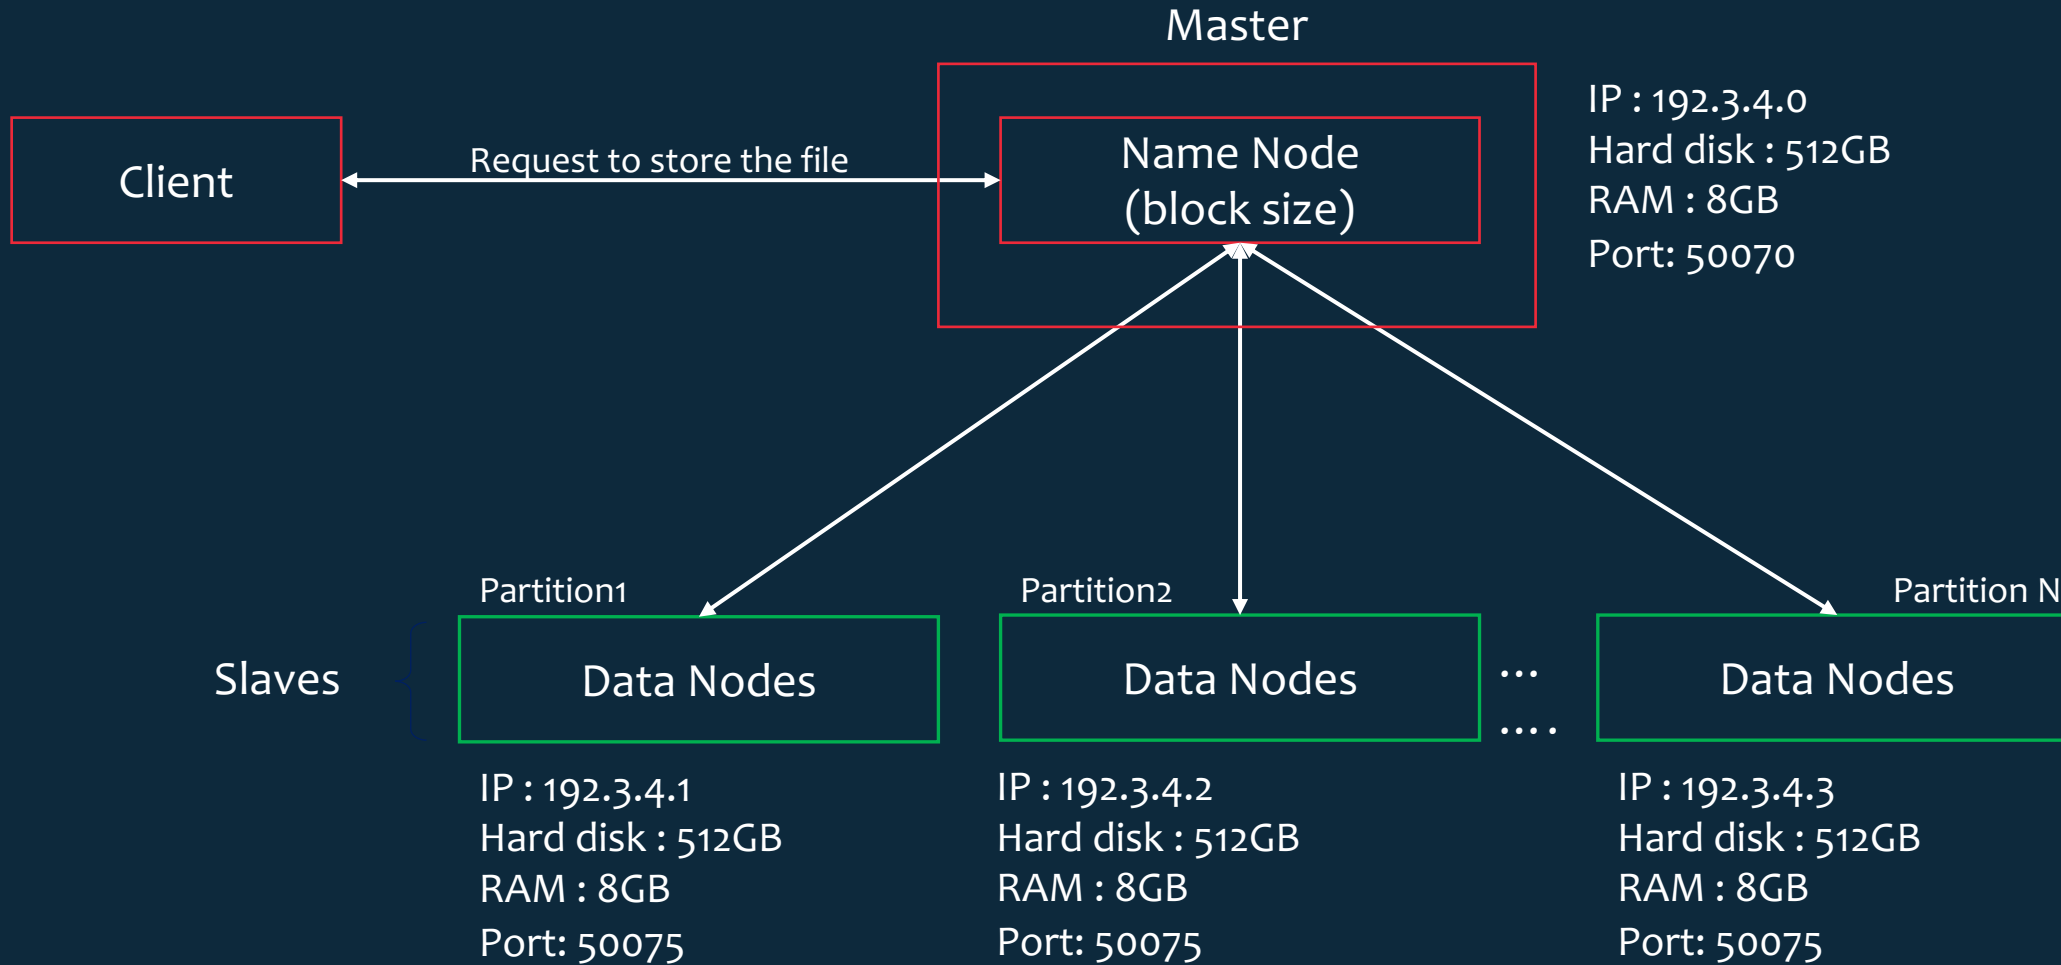 Master
Client
Request to store the file
Name Node
(block size)
IP : 192.3.4.0
Hard disk : 512GB
RAM : 8GB
Port: 50070
Slaves
Partition1
Data Nodes
IP : 192.3.4.1
Hard disk : 512GB
RAM : 8GB
Port: 50075
Partition2
Data Nodes
IP : 192.3.4.2
Hard disk : 512GB
RAM : 8GB
Port: 50075
...
....
Partition N
Data Nodes
IP : 192.3.4.3
Hard disk : 512GB
RAM : 8GB
Port: 50075